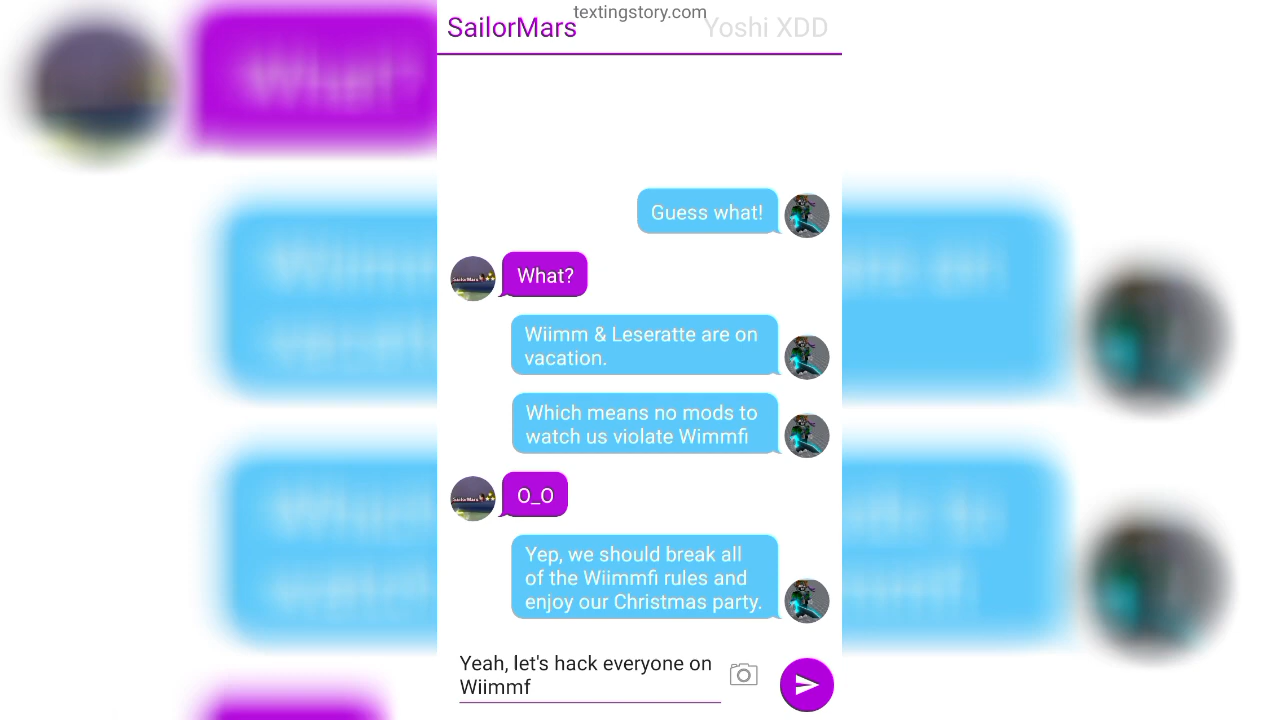 textingstory.com
SailorMars
Yoshi XDD
Guess what!
What?
Wiimm & Leseratte are on
vacation.
Which means no mods to
watch us violate Wimmfi
O_O
Yep, we should break all
of the Wiimmfi rules and
enjoy our Christmas party.
Yeah, let's hack everyone on
Wiimmf